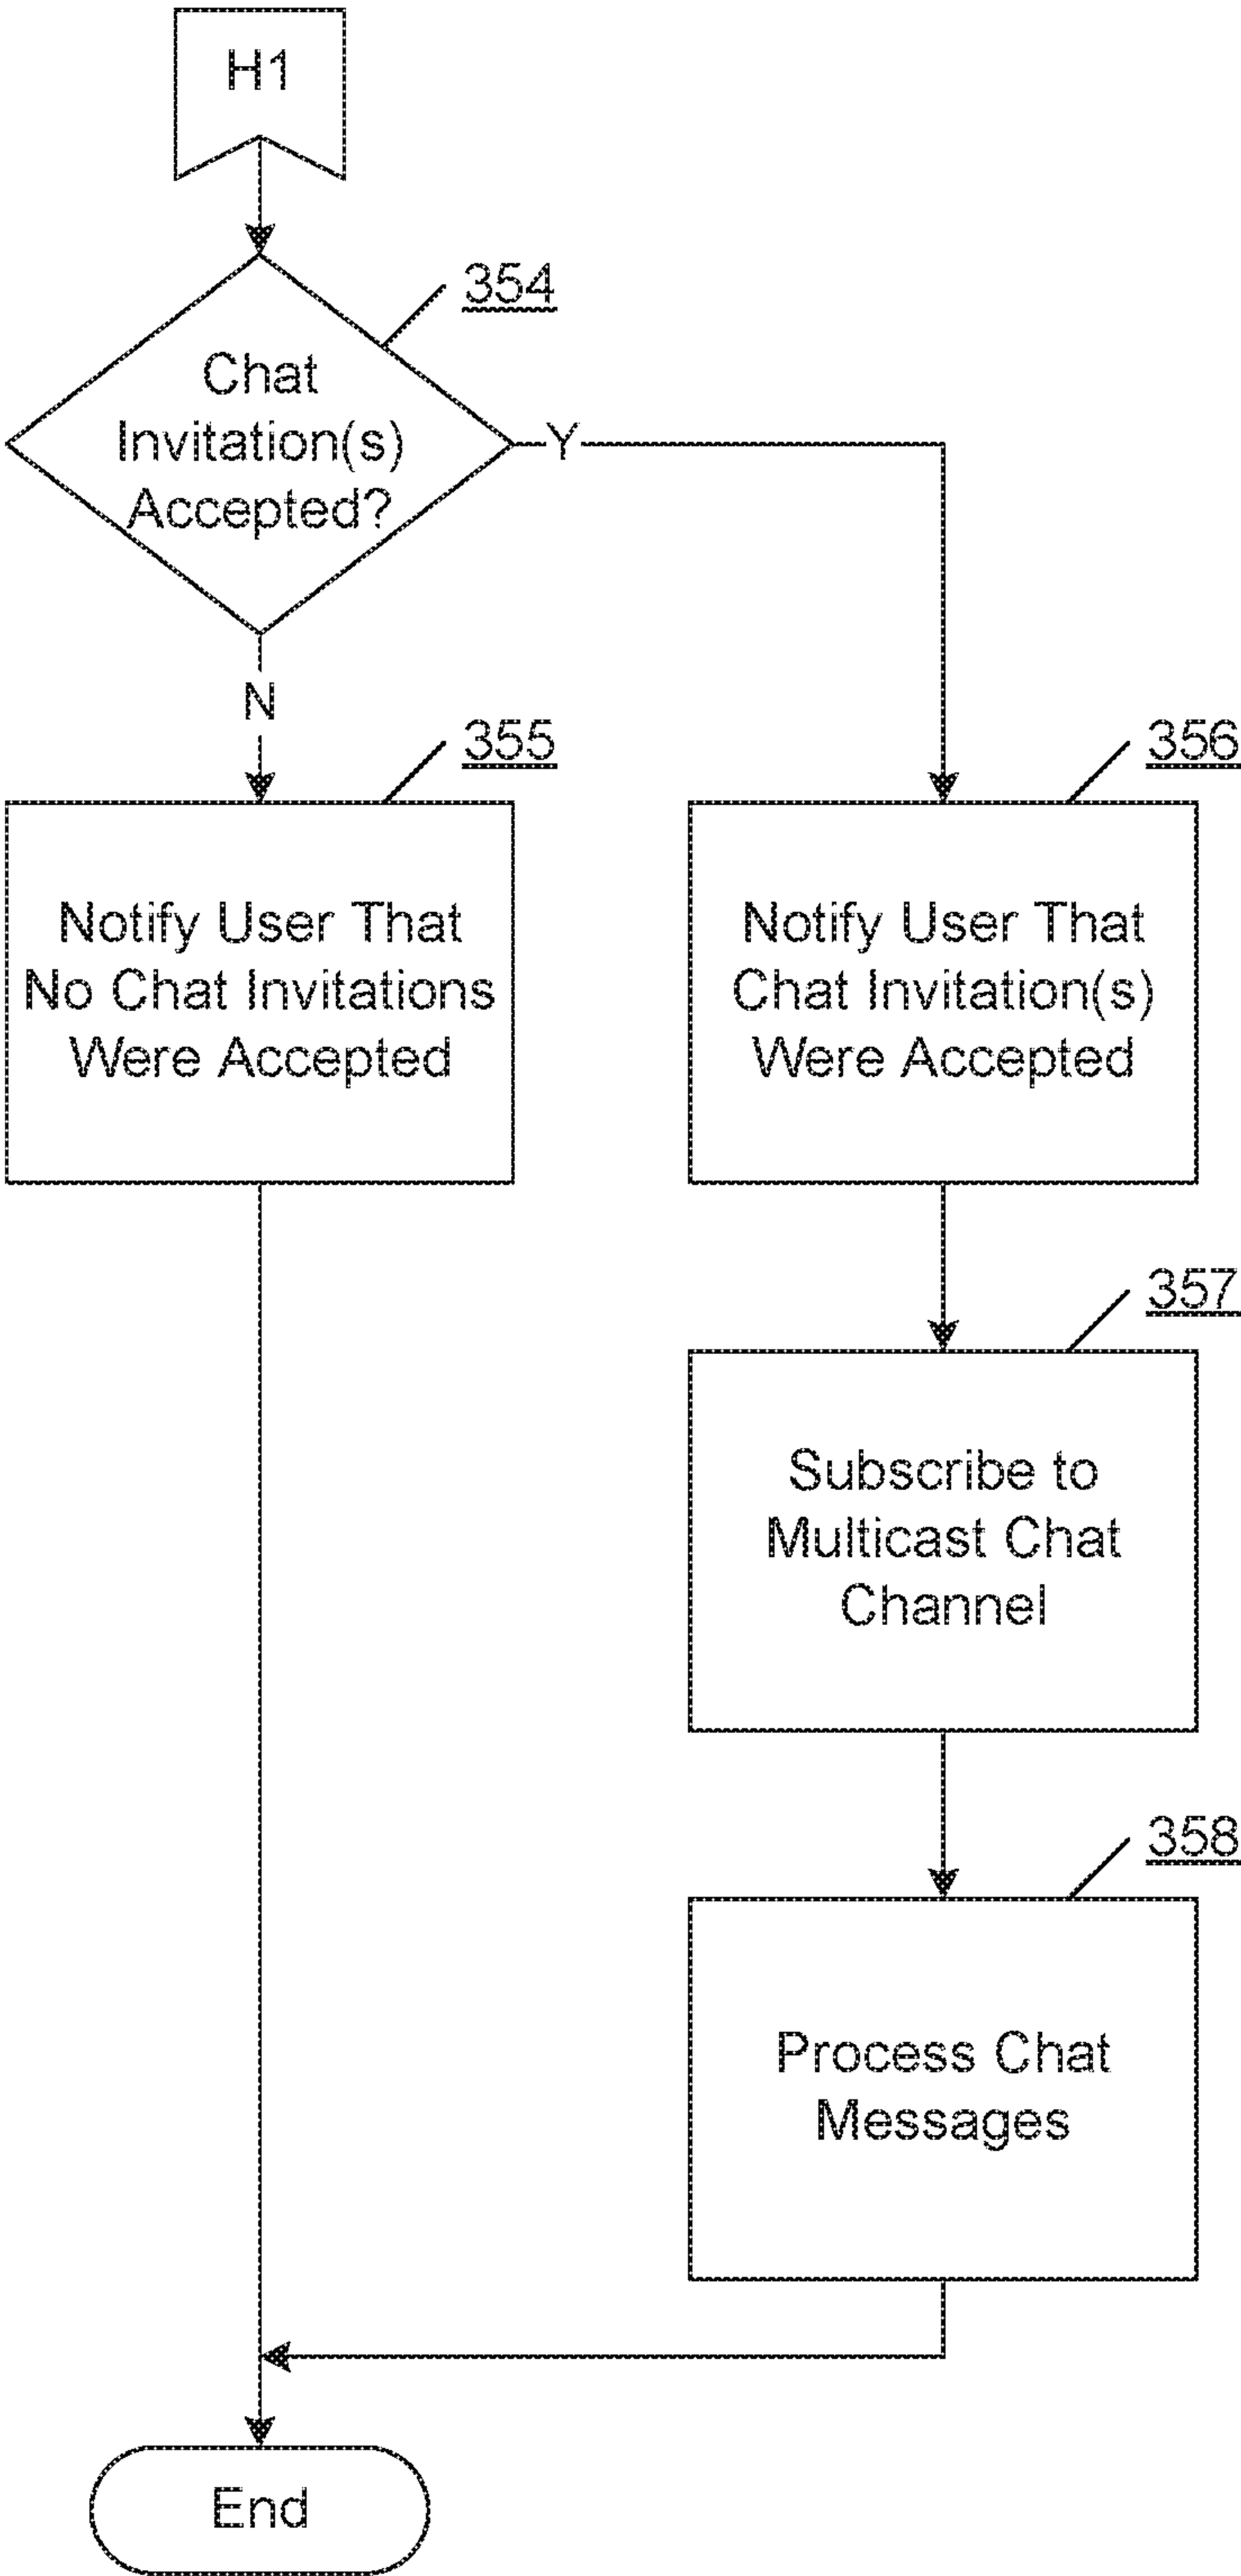 H1
354
Chat
Invitation(s)
Accepted?
Y
N
355
Notify User That
No Chat Invitations
Were Accepted
356
Notify User That
Chat Invitation(s)
Were Accepted
357
Subscribe to
Multicast Chat
Channel
358
Process Chat
Messages
End